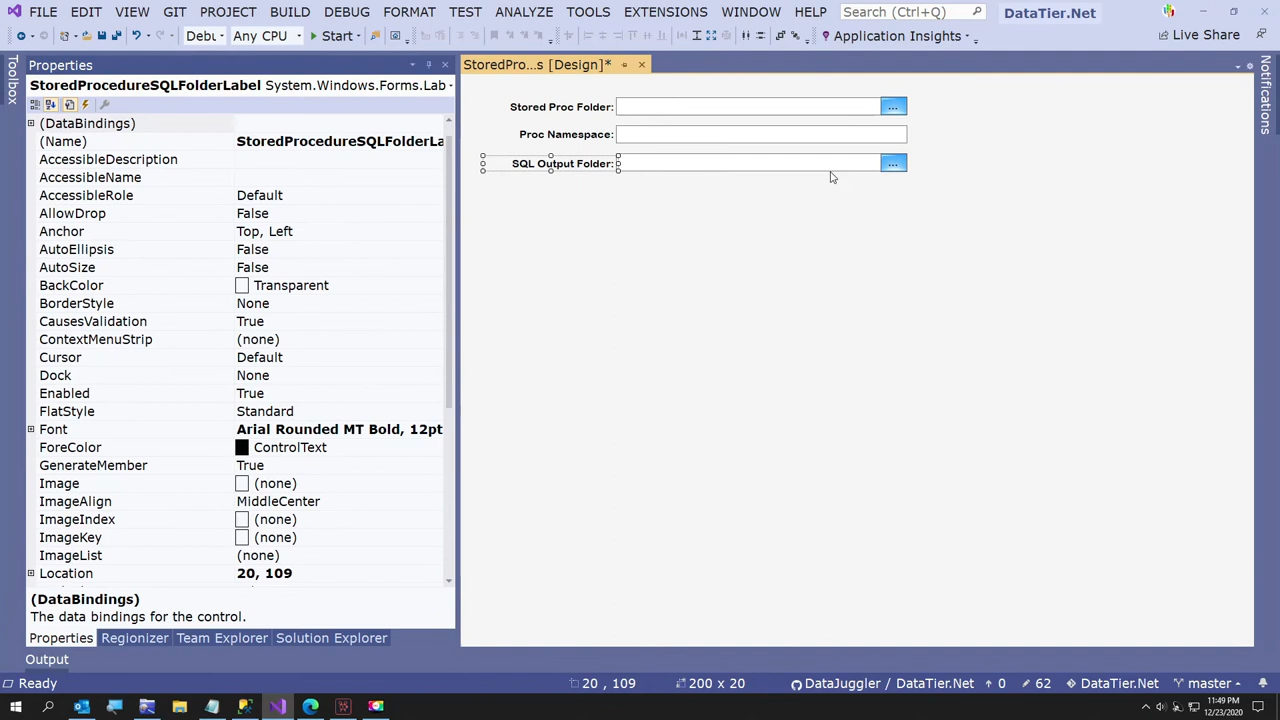 FILE EDIT VIEW GIT PROJECT BUILD DEBUG FORMAT TEST ANALYZE TOOLS EXTENSIONS WINDOW HELP Search (Ctrl+Q) DataTier.Net
Debu Any CPU Start Application Insights Live Share
Toolbox
Properties
StoredPro...s [Design]*
Notifications
StoredProcedureSQLFolderLabel System.Windows.Forms.Lab
(DataBindings)
(Name) StoredProcedureSQLFolderLa
AccessibleDescription
AccessibleName
AccessibleRole Default
AllowDrop False
Anchor Top, Left
AutoEllipsis False
AutoSize False
BackColor Transparent
BorderStyle None
CausesValidation True
ContextMenuStrip (none)
Cursor Default
Dock None
Enabled True
FlatStyle Standard
Font Arial Rounded MT Bold, 12pt
ForeColor ControlText
GenerateMember True
Image (none)
ImageAlign MiddleCenter
ImageIndex (none)
ImageKey (none)
ImageList (none)
Location 20, 109
(DataBindings)
The data bindings for the control.
Properties Regionizer Team Explorer Solution Explorer
Stored Proc Folder: ...
Proc Namespace:
SQL Output Folder: ...
Output
Ready 20 , 109 200 x 20 DataJuggler / DataTier.Net 0 62 DataTier.Net master
11:49 PM
12/23/2020